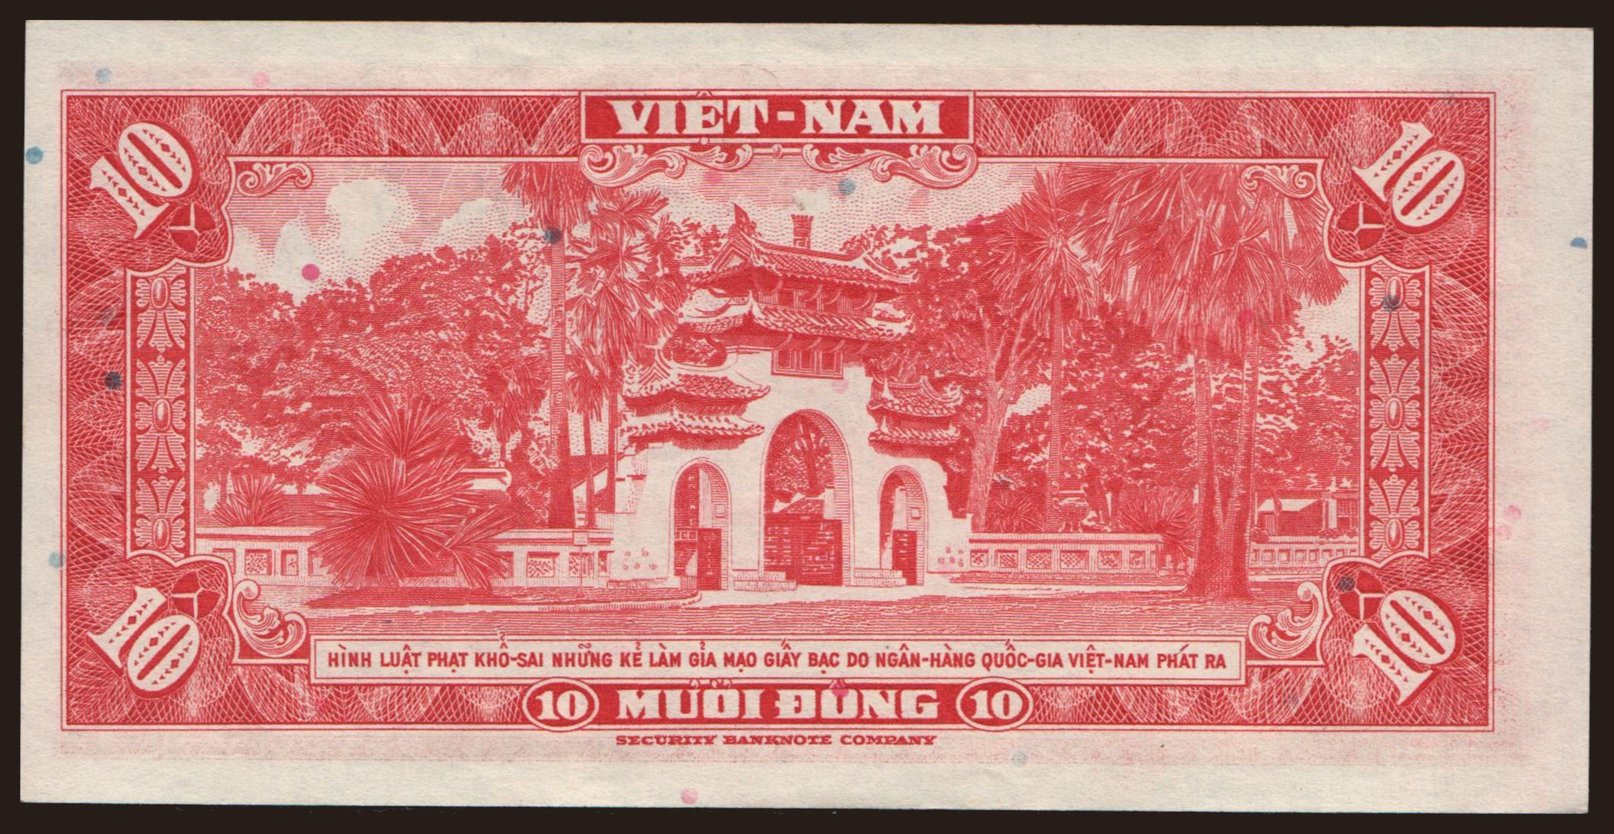 VIỆT-NAM
10
10
10
10
HÌNH LUẬT PHẠT KHỔ-SAI NHỮNG KẺ LÀM GIẢ MẠO GIẤY BẠC DO NGÂN-HÀNG QUỐC-GIA VIỆT-NAM PHÁT RA
10 MƯỜI ĐỒNG 10
SECURITY BANKNOTE COMPANY